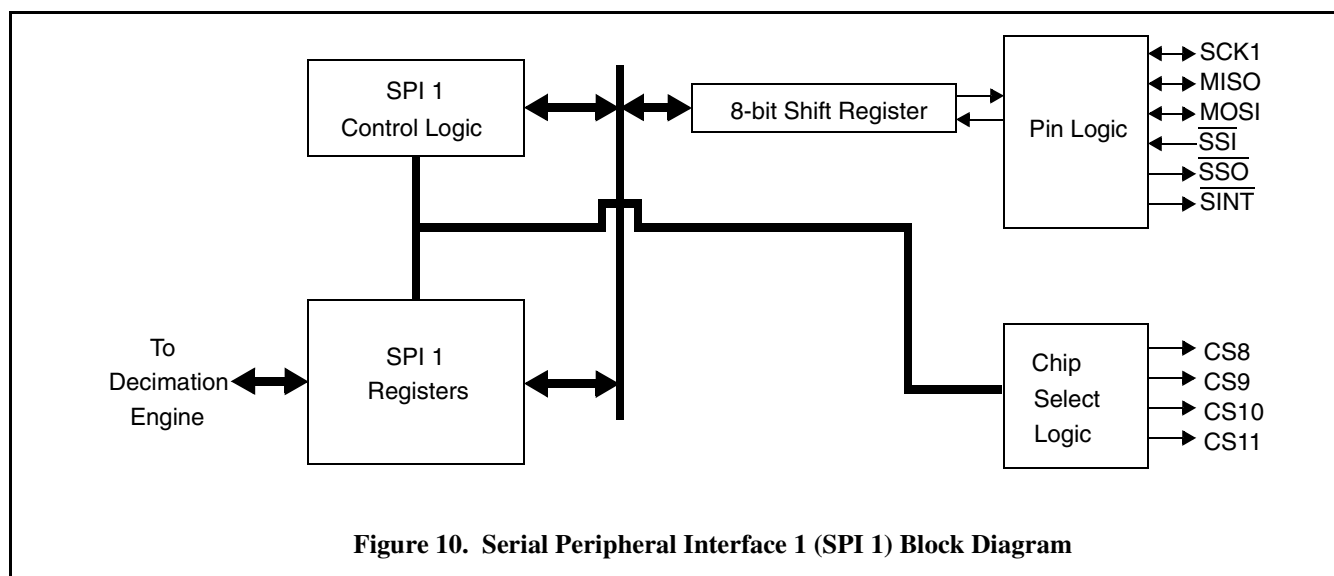 SPI 1
Control Logic
8-bit Shift Register
Pin Logic
SCK1
MISO
MOSI
SSI
SSO
SINT
To
Decimation
Engine
SPI 1
Registers
Chip
Select
Logic
CS8
CS9
CS10
CS11
Figure 10. Serial Peripheral Interface 1 (SPI 1) Block Diagram